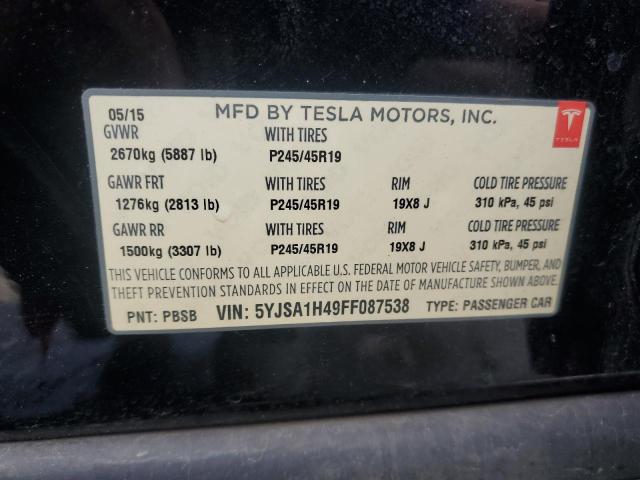 05/15 MFD BY TESLA MOTORS, INC.
GVWR WITH TIRES
2670kg (5887 lb) P245/45R19
TESLA
GAWR FRT WITH TIRES RIM COLD TIRE PRESSURE
1276kg (2813 lb) P245/45R19 19X8 J 310 kPa, 45 psi
GAWR RR WITH TIRES RIM COLD TIRE PRESSURE
1500kg (3307 lb) P245/45R19 19X8 J 310 kPa, 45 psi
THIS VEHICLE CONFORMS TO ALL APPLICABLE U.S. FEDERAL MOTOR VEHICLE SAFETY, BUMPER, AND
THEFT PREVENTION STANDARDS IN EFFECT ON THE DATE OF MANUFACTURE SHOWN ABOVE.
PNT: PBSB VIN: 5YJSA1H49FF087538 TYPE: PASSENGER CAR